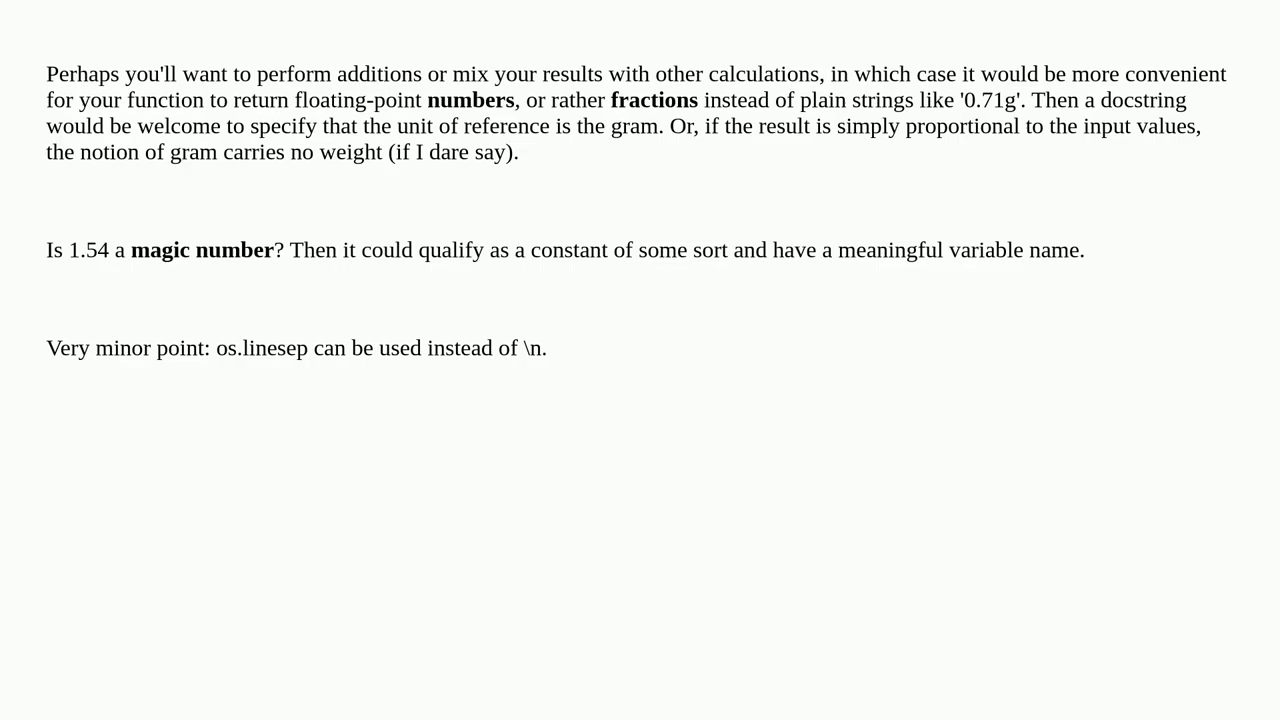 Perhaps you'll want to perform additions or mix your results with other calculations, in which case it would be more convenient
for your function to return floating-point numbers, or rather fractions instead of plain strings like '0.71g'. Then a docstring
would be welcome to specify that the unit of reference is the gram. Or, if the result is simply proportional to the input values,
the notion of gram carries no weight (if I dare say).
Is 1.54 a magic number? Then it could qualify as a constant of some sort and have a meaningful variable name.
Very minor point: os.linesep can be used instead of \n.